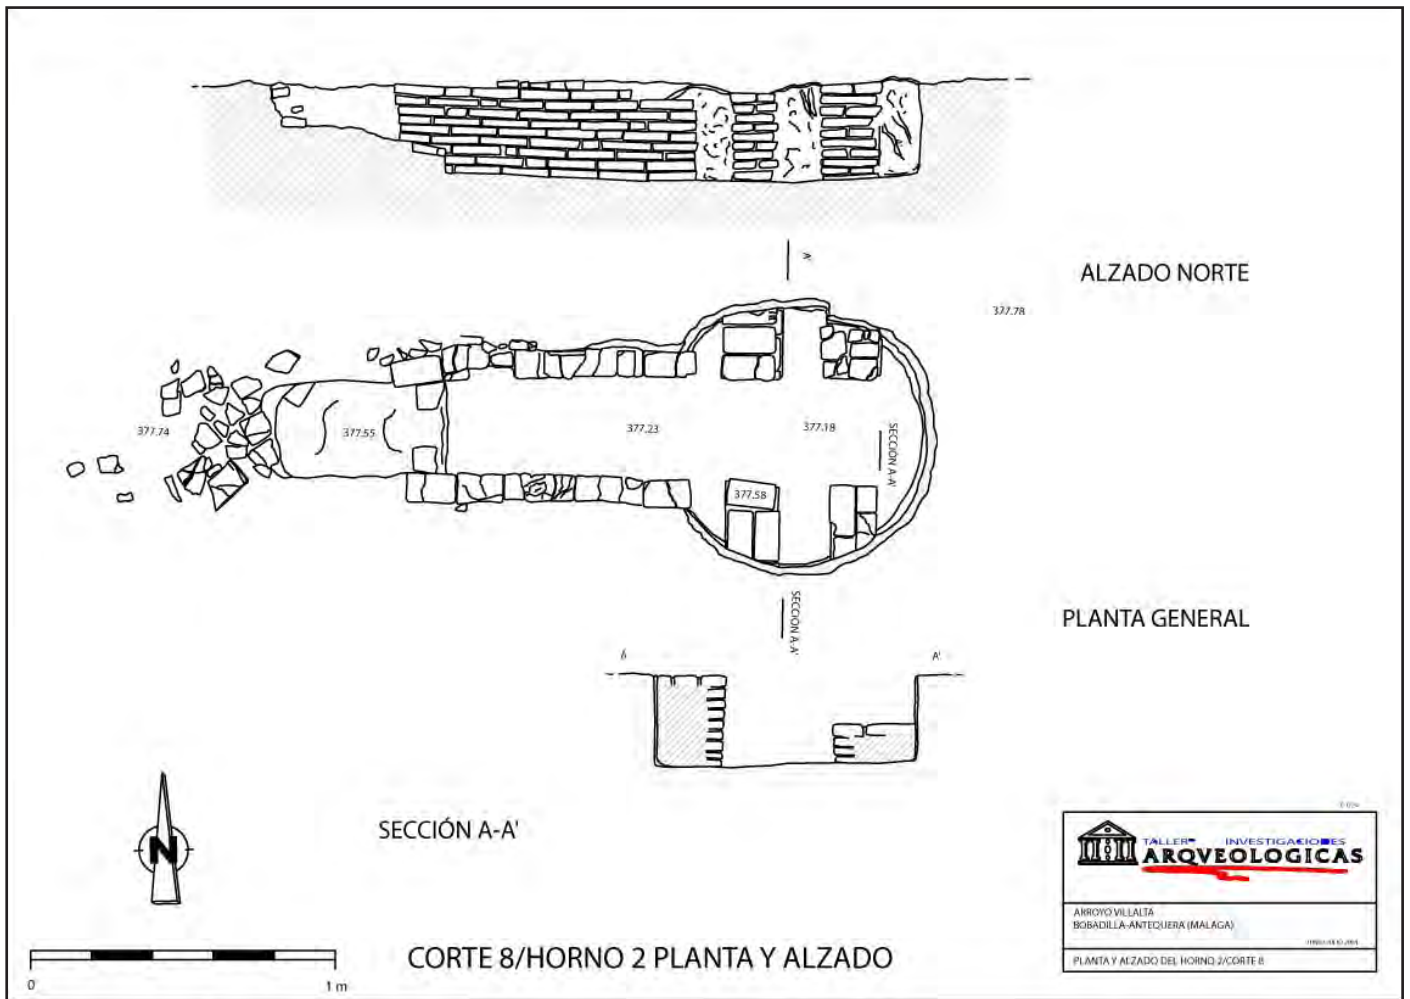 A'
ALZADO NORTE
377.78
377.74
377.55
377.23
377.18
SECCIÓN A-A'
377.58
SECCIÓN A-A'
PLANTA GENERAL
A'
SECCIÓN A-A'
N
TALLER INVESTIGACIONES
ARQVEOLOGICAS
ARROYO VILLALTA
BOBADILLA-ANTEQUERA (MALAGA)
PLANTA Y ALZADO DEL HORNO 2/CORTE 8
CORTE 8/HORNO 2 PLANTA Y ALZADO
0 1 m